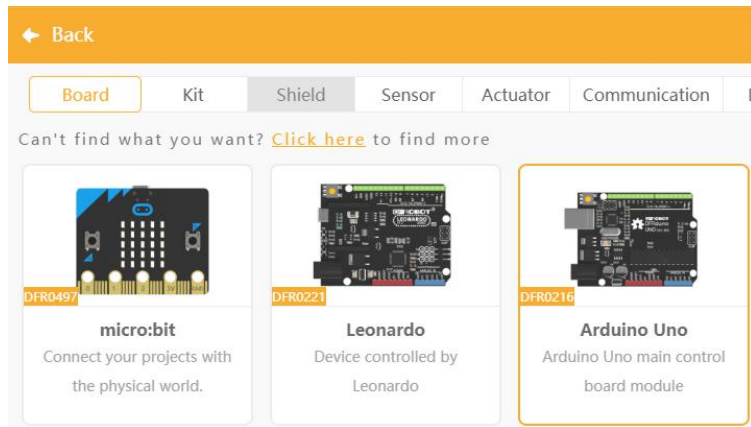 Back
Board Kit Shield Sensor Actuator Communication
Can't find what you want? Click here to find more
DFR0497 DFR0221 DFR0216
micro:bit Leonardo Arduino Uno
Connect your projects with Device controlled by Arduino Uno main control
the physical world. Leonardo board module